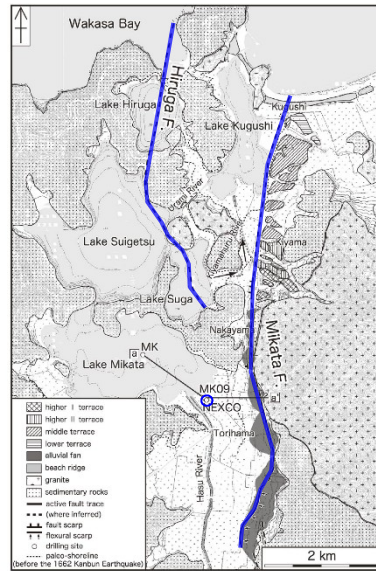 Wakasa Bay
Hiruga F.
Lake Hiruga
Lake Kugushi
Kugushi
River
Lake Suigetsu
Kiyama
Lake Suga
Nakayama
Mikata F.
a MK
Lake Mikata
MK09
a'
NEXCO
Torihama
Hasu River
higher I terrace
higher II terrace
middle terrace
lower terrace
alluvial fan
beach ridge
granite
sedimentary rocks
active fault trace
(where inferred)
fault scarp
flexural scarp
drilling site
paleo-shoreline
(before the 1662 Kanbun Earthquake)
2 km